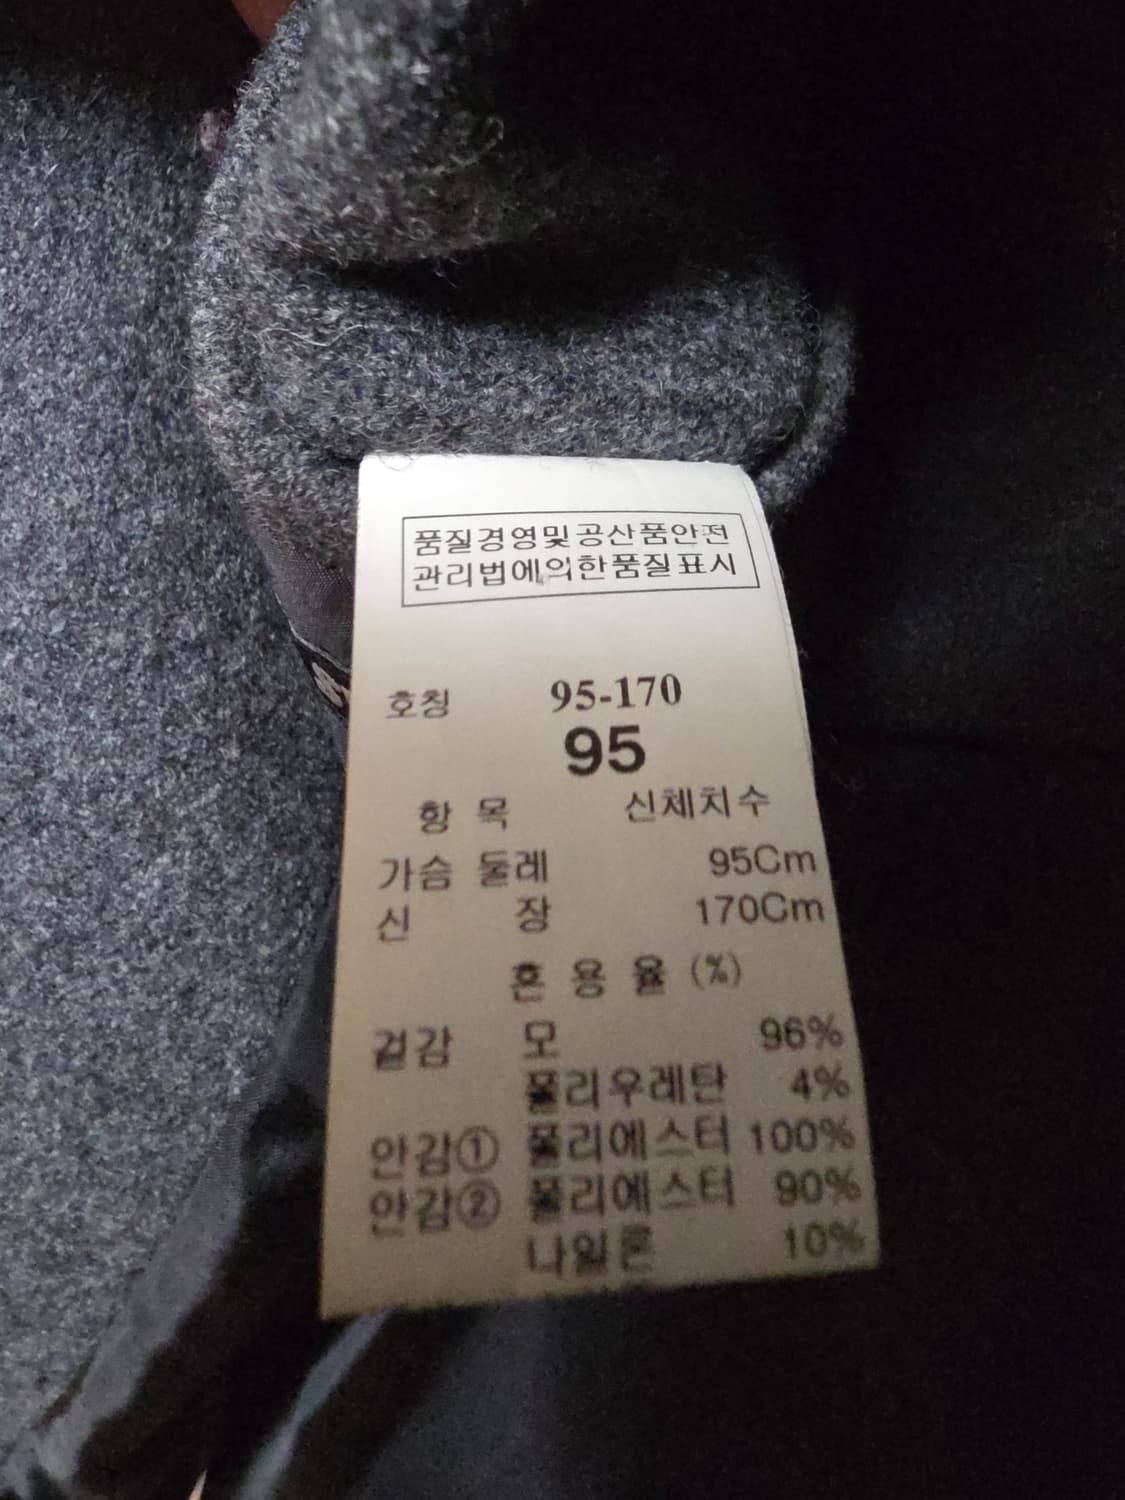 품질경영및공산품안전
관리법에의한품질표시
호칭 95-170
95
항 목 신체치수
가슴 둘레 95Cm
신 장 170Cm
혼 용 율 (%)
겉감 모 96%
폴리우레탄 4%
안감① 폴리에스터 100%
안감② 폴리에스터 90%
나일론 10%